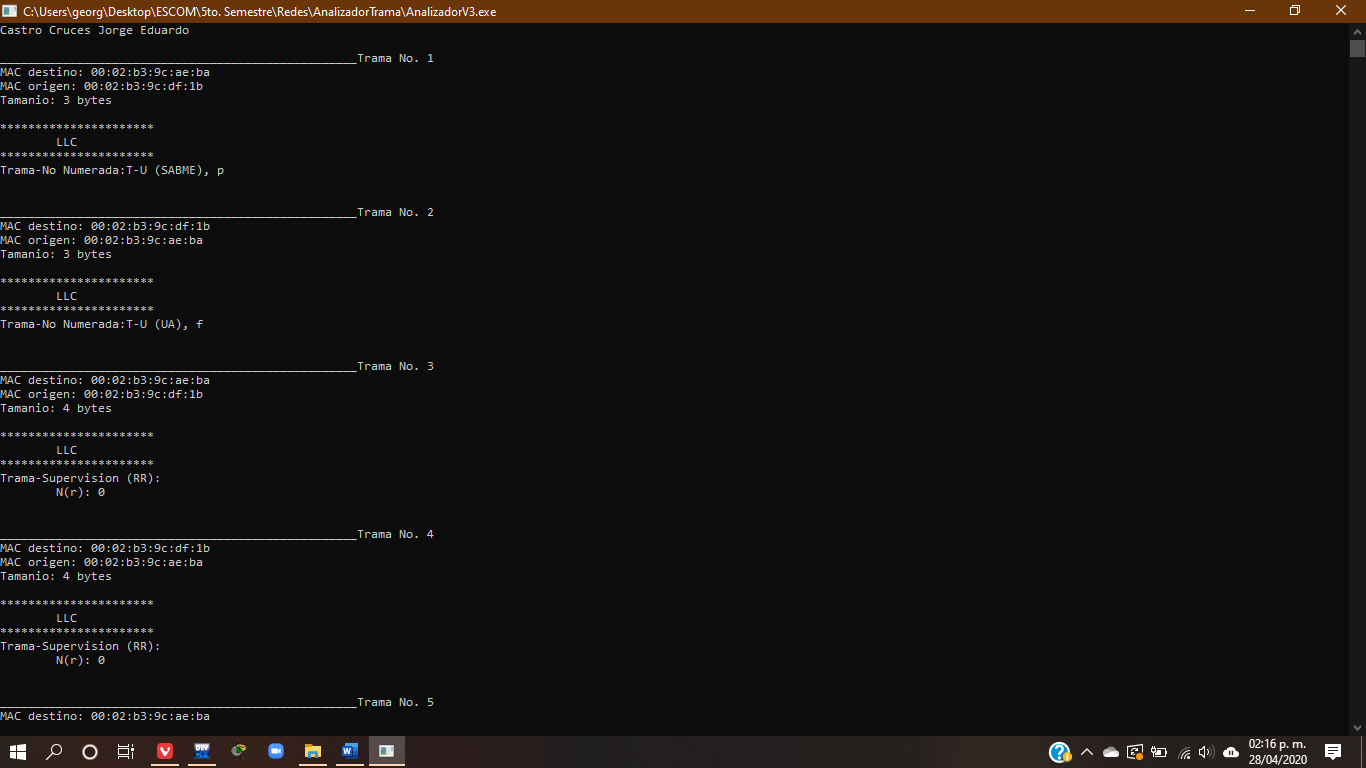 C:\Users\georg\Desktop\ESCOM\5to. Semestre\Redes\AnalizadorTrama\AnalizadorV3.exe
Castro Cruces Jorge Eduardo
___________________________________________________Trama No. 1
MAC destino: 00:02:b3:9c:ae:ba
MAC origen: 00:02:b3:9c:df:1b
Tamanio: 3 bytes
**********************
LLC
**********************
Trama-No Numerada:T-U (SABME), p
___________________________________________________Trama No. 2
MAC destino: 00:02:b3:9c:df:1b
MAC origen: 00:02:b3:9c:ae:ba
Tamanio: 3 bytes
**********************
LLC
**********************
Trama-No Numerada:T-U (UA), f
___________________________________________________Trama No. 3
MAC destino: 00:02:b3:9c:ae:ba
MAC origen: 00:02:b3:9c:df:1b
Tamanio: 4 bytes
**********************
LLC
**********************
Trama-Supervision (RR):
N(r): 0
___________________________________________________Trama No. 4
MAC destino: 00:02:b3:9c:df:1b
MAC origen: 00:02:b3:9c:ae:ba
Tamanio: 4 bytes
**********************
LLC
**********************
Trama-Supervision (RR):
N(r): 0
___________________________________________________Trama No. 5
MAC destino: 00:02:b3:9c:ae:ba
DEV
W
02:16 p. m.
28/04/2020